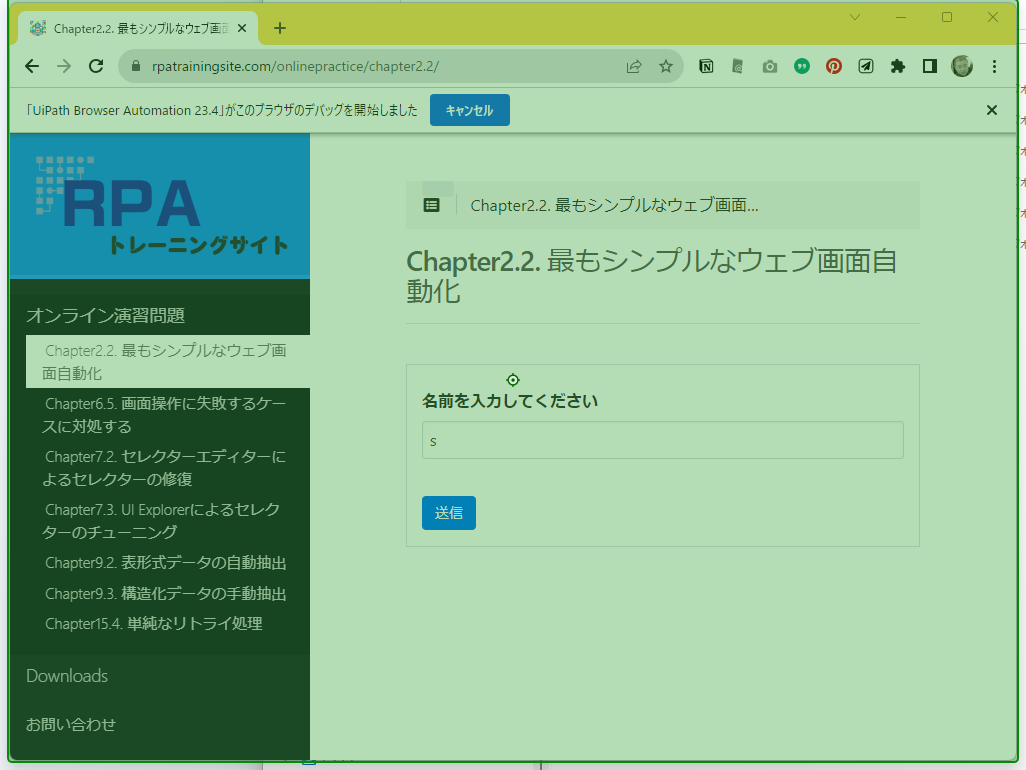 Chapter2.2. 最もシンプルなウェブ画面
rpatrainingsite.com/onlinepractice/chapter2.2/
「UiPath Browser Automation 23.4」がこのブラウザのデバッグを開始しました
キャンセル
RPA
トレーニングサイト
オンライン演習問題
Chapter2.2. 最もシンプルなウェブ画
面自動化
Chapter6.5. 画面操作に失敗するケー
スに対処する
Chapter7.2. セレクターエディターに
よるセレクターの修復
Chapter7.3. UI Explorerによるセレク
ターのチューニング
Chapter9.2. 表形式データの自動抽出
Chapter9.3. 構造化データの手動抽出
Chapter15.4. 単純なリトライ処理
Downloads
お問い合わせ
Chapter2.2. 最もシンプルなウェブ画面...
Chapter2.2. 最もシンプルなウェブ画面自
動化
名前を入力してください
s
送信